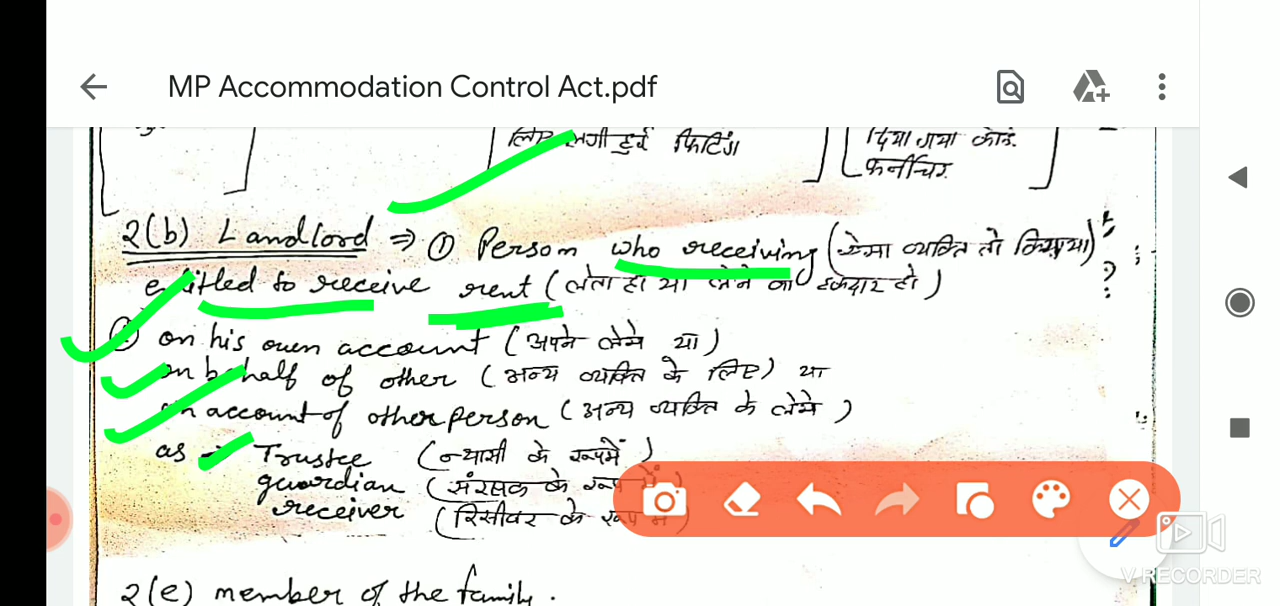 MP Accommodation Control Act.pdf
लिए लगी हुई फिटिंग
दिया गया कोई
फर्नीचर
2(b) Landlord ⇒ ① Person who receiving (ऐसा व्यक्ति जो किराया)
entitled to receive rent (लेता हो या लेने का हकदार हो)
on his own account (अपने लेखे या)
on behalf of other (अन्य व्यक्ति के लिए) या
on account of other person (अन्य व्यक्ति के लेखे)
as → Trustee (न्यासी के रूप में)
guardian (संरक्षक के रूप में)
receiver (रिसीवर के रूप में)
2(e) member of the family.
V RECORDER